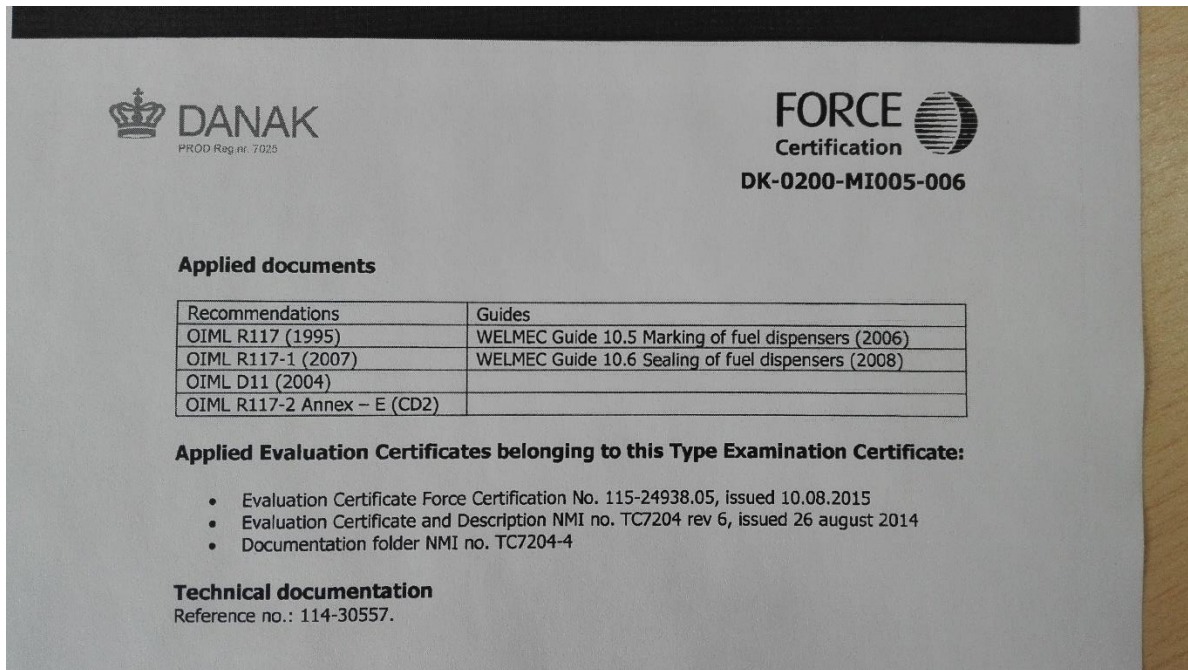 DANAK
PROD Reg.nr. 7025
FORCE
Certification
DK-0200-MI005-006
Applied documents
Recommendations Guides
OIML R117 (1995) WELMEC Guide 10.5 Marking of fuel dispensers (2006)
OIML R117-1 (2007) WELMEC Guide 10.6 Sealing of fuel dispensers (2008)
OIML D11 (2004)
OIML R117-2 Annex – E (CD2)
Applied Evaluation Certificates belonging to this Type Examination Certificate:
• Evaluation Certificate Force Certification No. 115-24938.05, issued 10.08.2015
• Evaluation Certificate and Description NMI no. TC7204 rev 6, issued 26 august 2014
• Documentation folder NMI no. TC7204-4
Technical documentation
Reference no.: 114-30557.